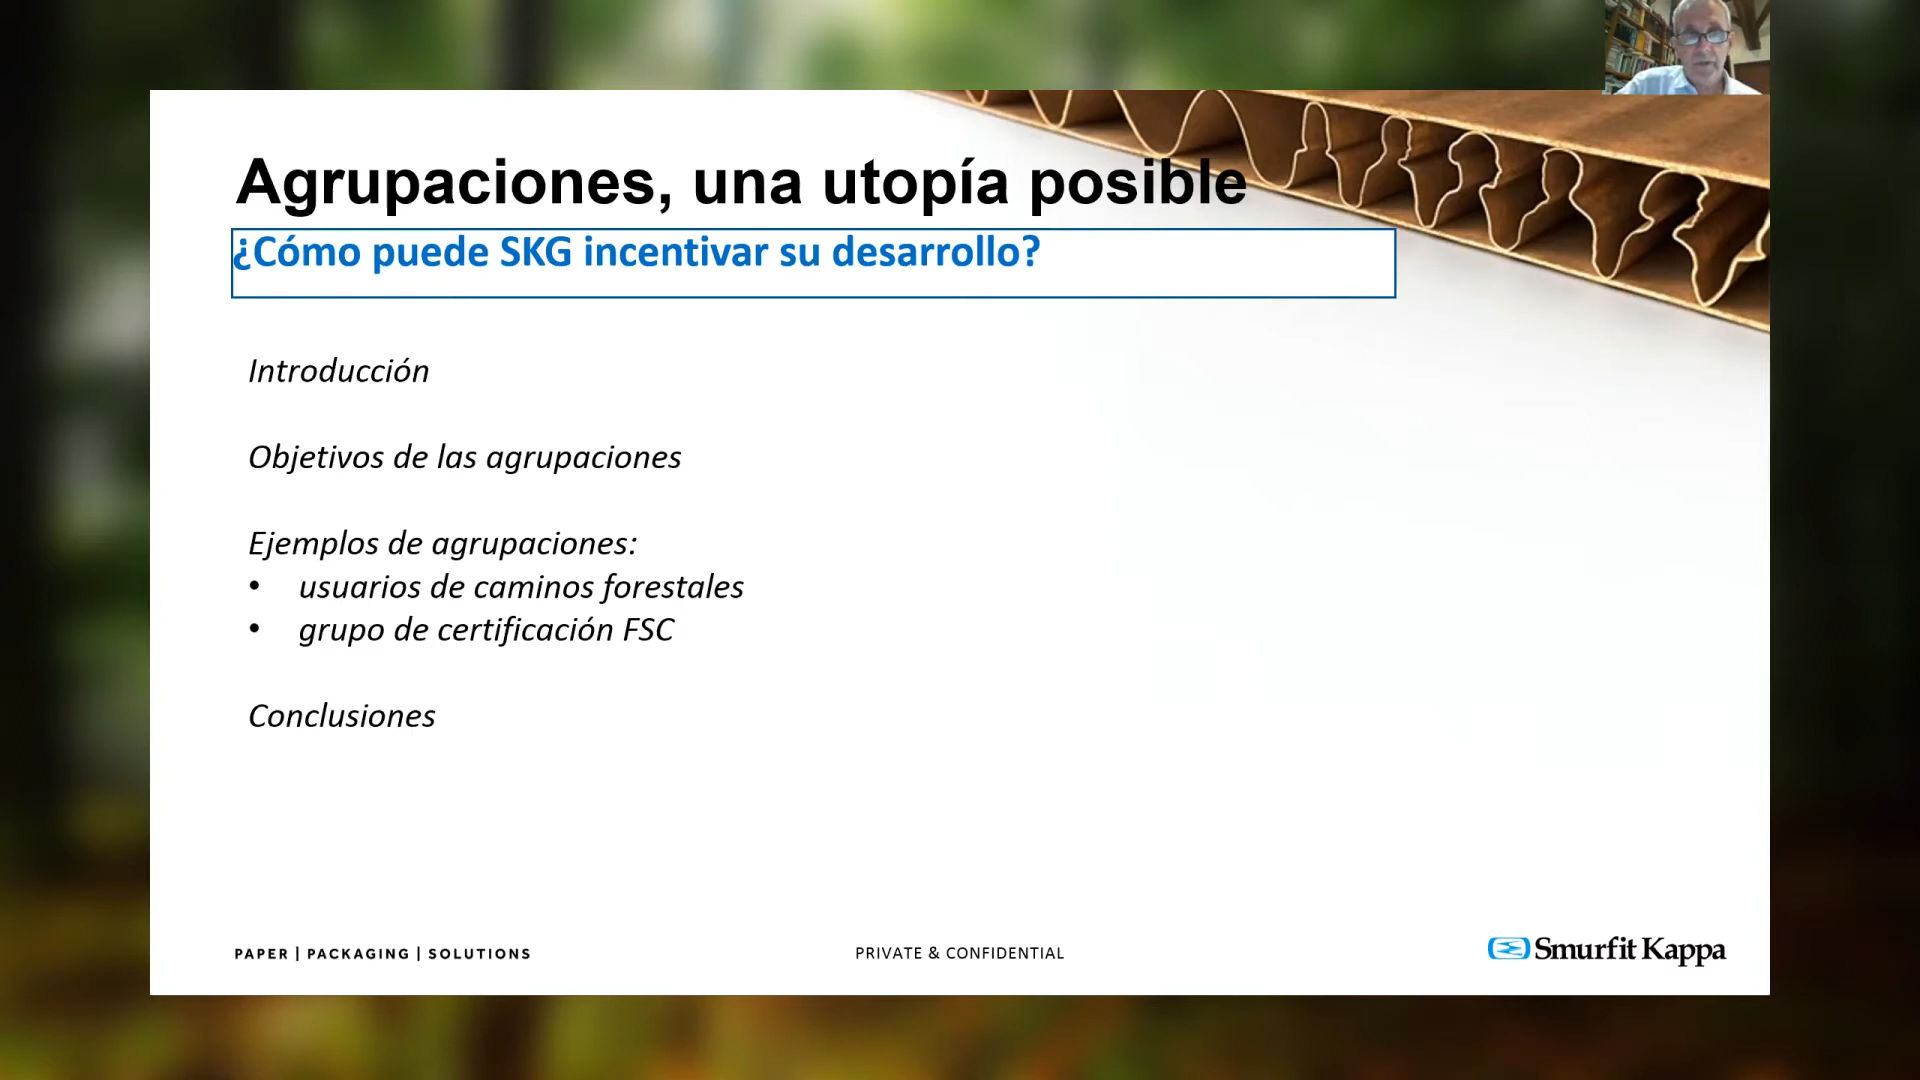 Agrupaciones, una utopía posible
¿Cómo puede SKG incentivar su desarrollo?
Introducción
Objetivos de las agrupaciones
Ejemplos de agrupaciones:
• usuarios de caminos forestales
• grupo de certificación FSC
Conclusiones
PAPER | PACKAGING | SOLUTIONS
PRIVATE & CONFIDENTIAL
Smurfit Kappa